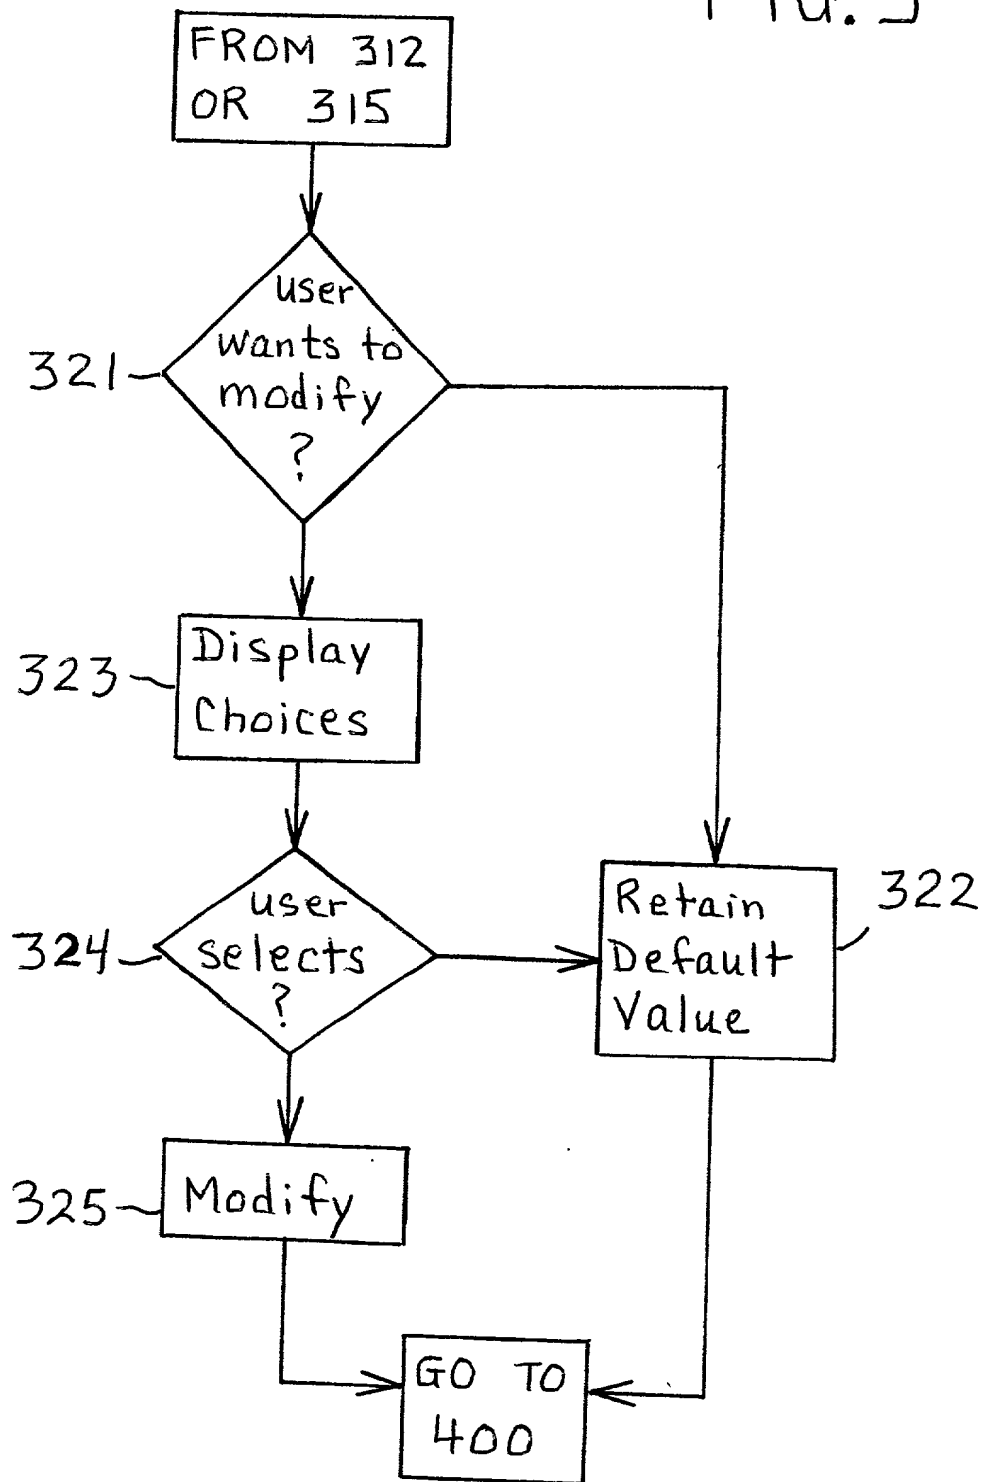 FROM 312
OR 315
user
wants to
modify
?
321
Display
Choices
323
user
selects
?
324
Retain
Default
Value
322
Modify
325
GO TO
400